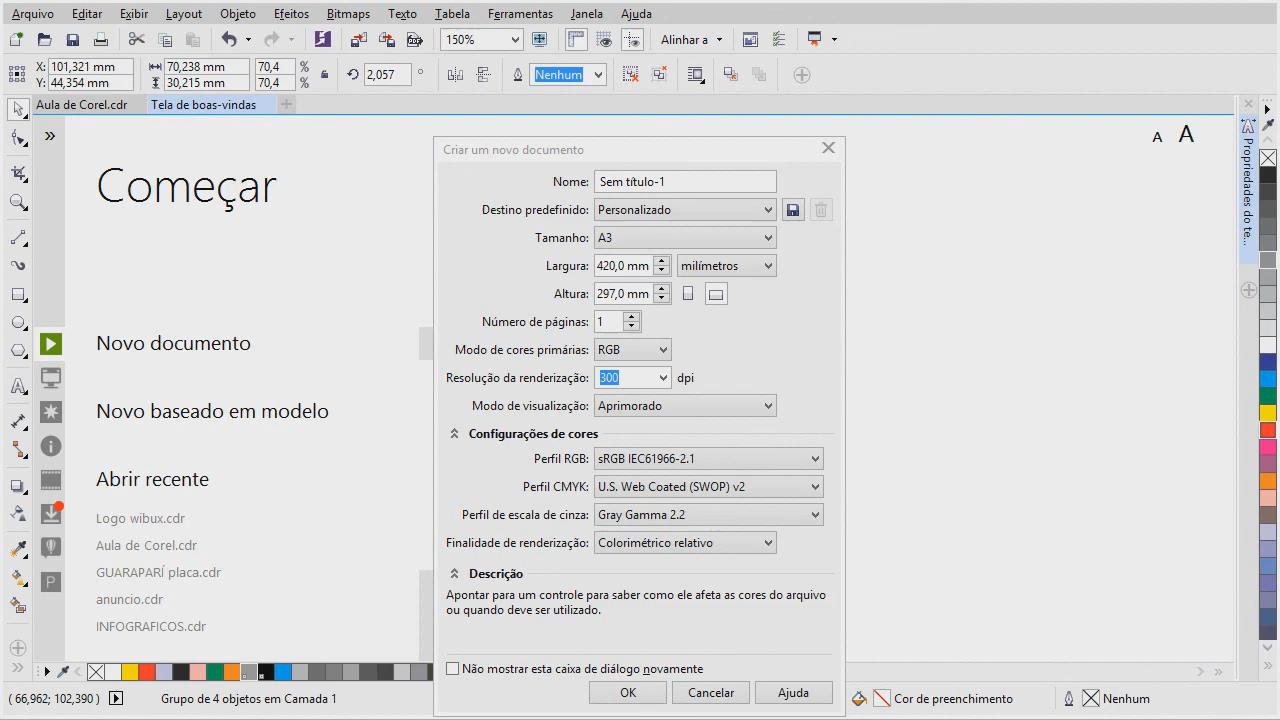 Arquivo Editar Exibir Layout Objeto Efeitos Bitmaps Texto Tabela Ferramentas Janela Ajuda
150% Alinhar a
X: 101,321 mm 70,238 mm 70,4 %
Y: 44,354 mm 30,215 mm 70,4 %
2,057 °
Nenhum
Aula de Corel.cdr Tela de boas-vindas
A A
Propriedades do te...
Começar
Novo documento
Novo baseado em modelo
Abrir recente
Logo wibux.cdr
Aula de Corel.cdr
GUARAPARÍ placa.cdr
anuncio.cdr
INFOGRAFICOS.cdr
P
Criar um novo documento
Nome: Sem título-1
Destino predefinido: Personalizado
Tamanho: A3
Largura: 420,0 mm milímetros
Altura: 297,0 mm
Número de páginas: 1
Modo de cores primárias: RGB
Resolução da renderização: 300 dpi
Modo de visualização: Aprimorado
Configurações de cores
Perfil RGB: sRGB IEC61966-2.1
Perfil CMYK: U.S. Web Coated (SWOP) v2
Perfil de escala de cinza: Gray Gamma 2.2
Finalidade de renderização: Colorimétrico relativo
Descrição
Apontar para um controle para saber como ele afeta as cores do arquivo
ou quando deve ser utilizado.
Não mostrar esta caixa de diálogo novamente
OK Cancelar Ajuda
( 66,962; 102,390 ) Grupo de 4 objetos em Camada 1 Cor de preenchimento Nenhum